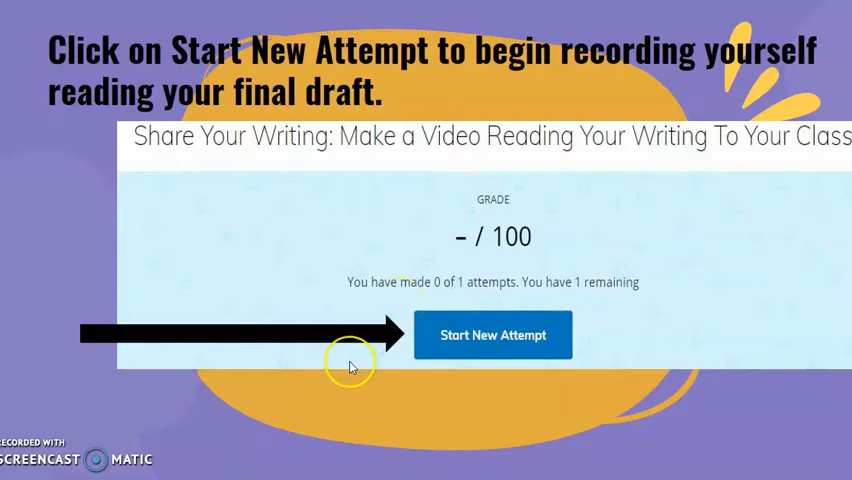 Click on Start New Attempt to begin recording yourself
reading your final draft.
Share Your Writing: Make a Video Reading Your Writing To Your Class
GRADE
– / 100
You have made 0 of 1 attempts. You have 1 remaining
Start New Attempt
RECORDED WITH
SCREENCAST MATIC